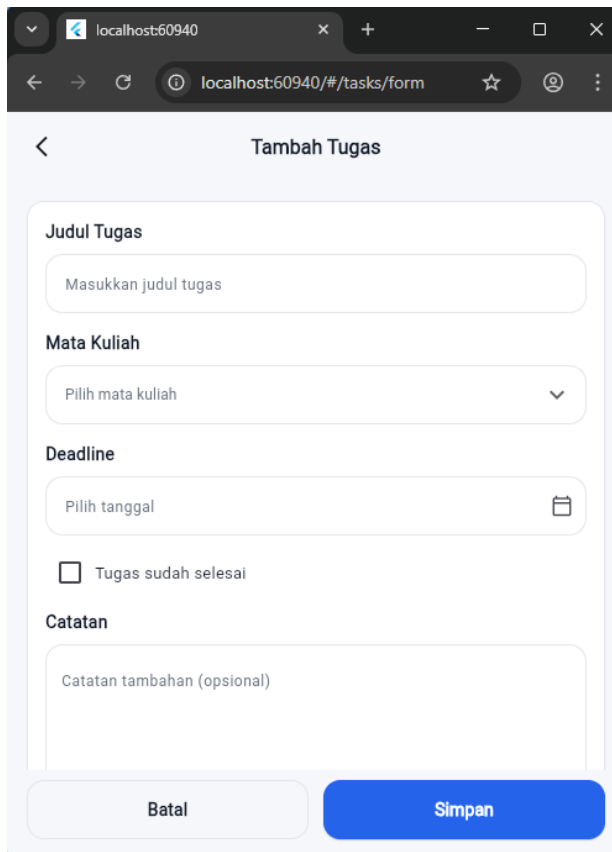 localhost:60940
localhost:60940/#/tasks/form
Tambah Tugas
Judul Tugas
Masukkan judul tugas
Mata Kuliah
Pilih mata kuliah
Deadline
Pilih tanggal
Tugas sudah selesai
Catatan
Catatan tambahan (opsional)
Batal
Simpan